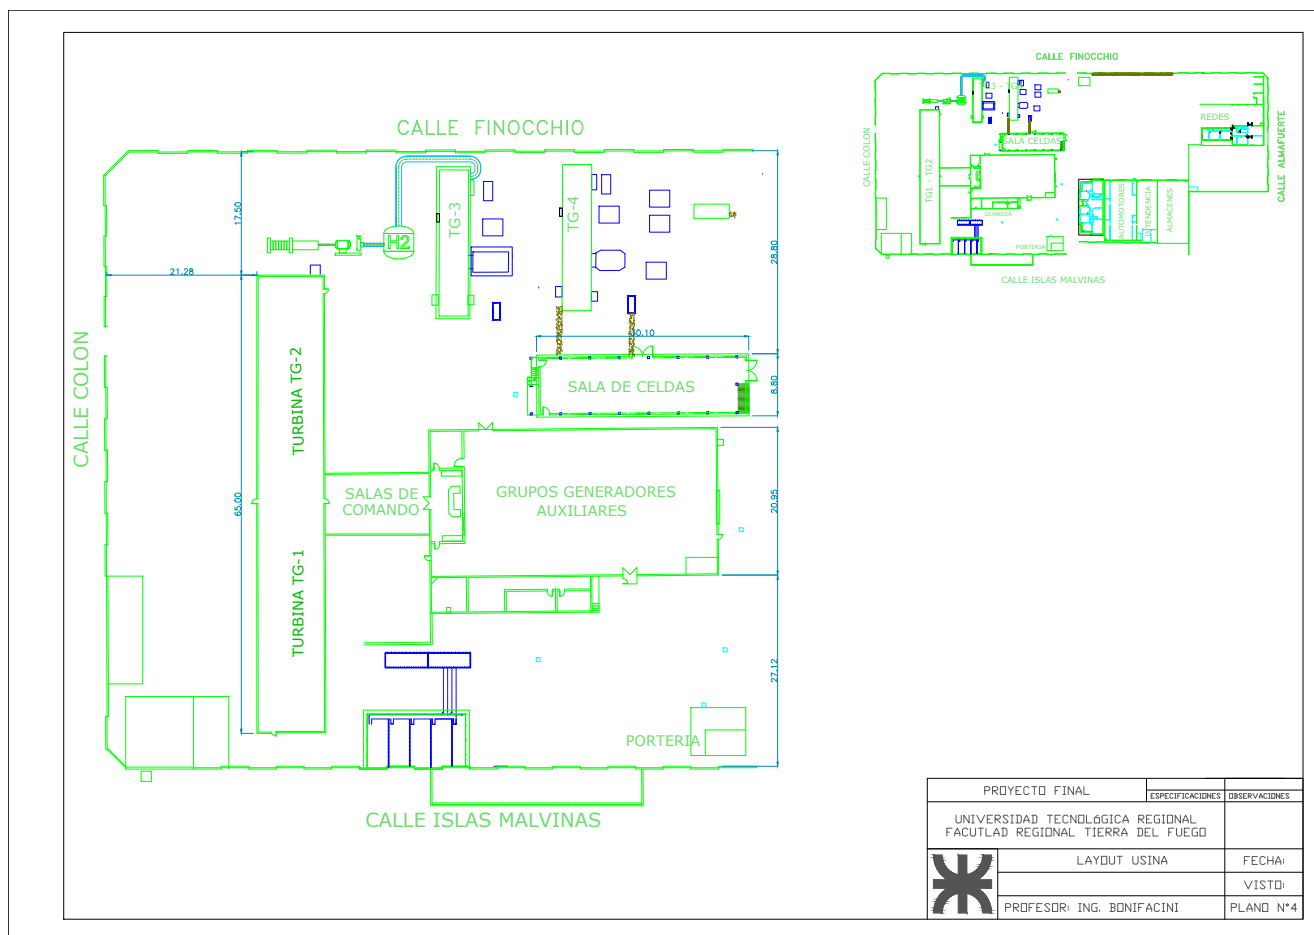 CALLE FINOCCHIO
CALLE FINOCCHIO
17.50
21.28
TG-3
TG-4
H2
28.80
30.10
8.80
CALLE COLON
TURBINA TG-2
SALA DE CELDAS
65.00
SALAS DE
COMANDO
GRUPOS GENERADORES
AUXILIARES
20.95
TURBINA TG-1
27.12
PORTERIA
CALLE ISLAS MALVINAS
CALLE COLON
TG1 - TG2
SALA CELDAS
REDES
CALLE ALMAFUERTE
GUARDIA
PORTERIA
AUTOMOTORES
INTENDENCIA
ALMACENES
CALLE ISLAS MALVINAS
PROYECTO FINAL
ESPECIFICACIONES
OBSERVACIONES
UNIVERSIDAD TECNOLóGICA REGIONAL
FACUTLAD REGIONAL TIERRA DEL FUEGO
LAYOUT USINA
FECHA:
VISTO:
PROFESOR: ING. BONIFACINI
PLANO N°4